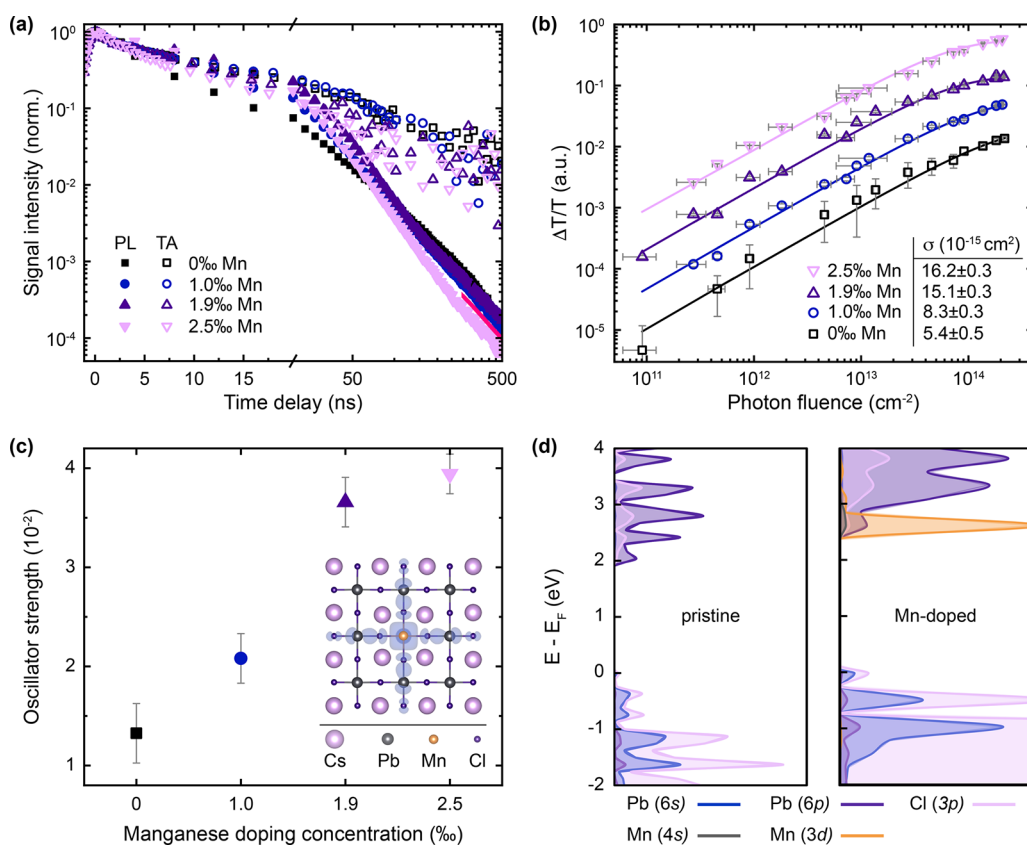 (a)
Signal intensity (norm.)
10⁰
10⁻¹
10⁻²
10⁻³
10⁻⁴
PL TA
0‰ Mn
1.0‰ Mn
1.9‰ Mn
2.5‰ Mn
0 5 10 15 50 500
Time delay (ns)
(b)
ΔT/T (a.u.)
10⁰
10⁻¹
10⁻²
10⁻³
10⁻⁴
10⁻⁵
σ (10⁻¹⁵ cm²)
2.5‰ Mn 16.2±0.3
1.9‰ Mn 15.1±0.3
1.0‰ Mn 8.3±0.3
0‰ Mn 5.4±0.5
10¹¹ 10¹² 10¹³ 10¹⁴
Photon fluence (cm⁻²)
(c)
Oscillator strength (10⁻²)
4
3
2
1
Cs Pb Mn Cl
0 1.0 1.9 2.5
Manganese doping concentration (‰)
(d)
E - E_F (eV)
4
3
2
1
0
-1
-2
pristine
Mn-doped
Pb (6s) Pb (6p) Cl (3p)
Mn (4s) Mn (3d)